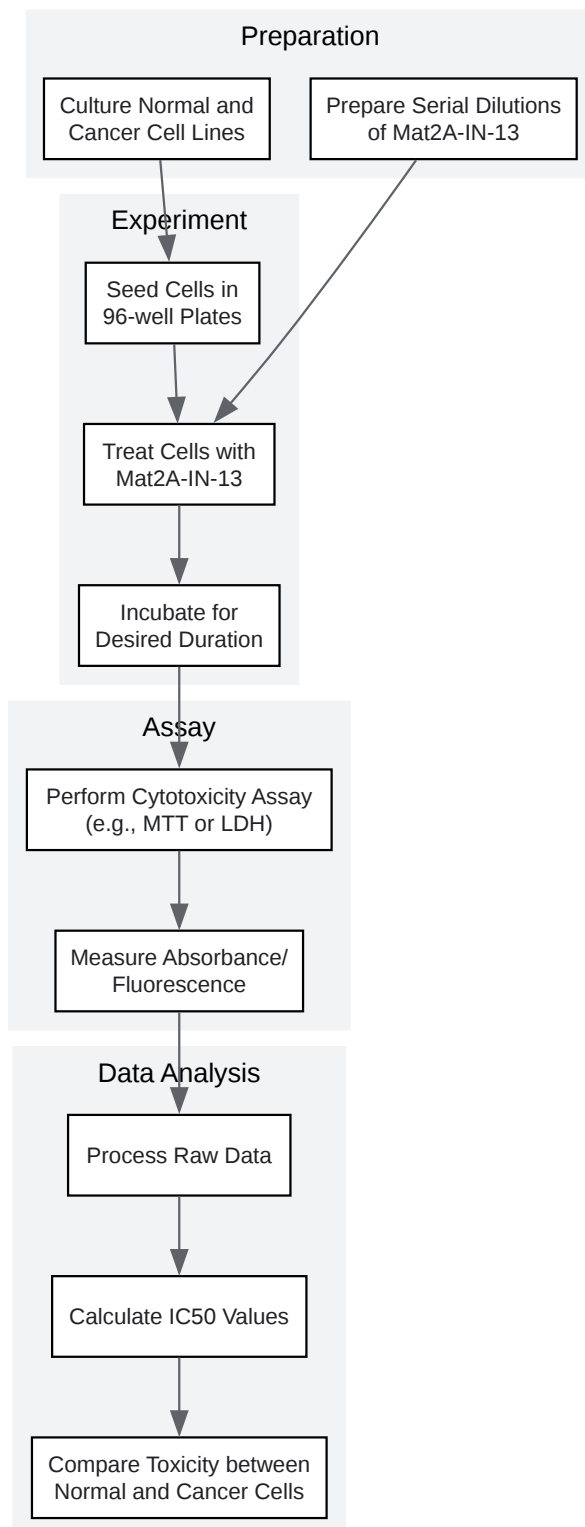 Preparation
Culture Normal and
Cancer Cell Lines
Prepare Serial Dilutions
of Mat2A-IN-13
Experiment
Seed Cells in
96-well Plates
Treat Cells with
Mat2A-IN-13
Incubate for
Desired Duration
Assay
Perform Cytotoxicity Assay
(e.g., MTT or LDH)
Measure Absorbance/
Fluorescence
Data Analysis
Process Raw Data
Calculate IC50 Values
Compare Toxicity between
Normal and Cancer Cells